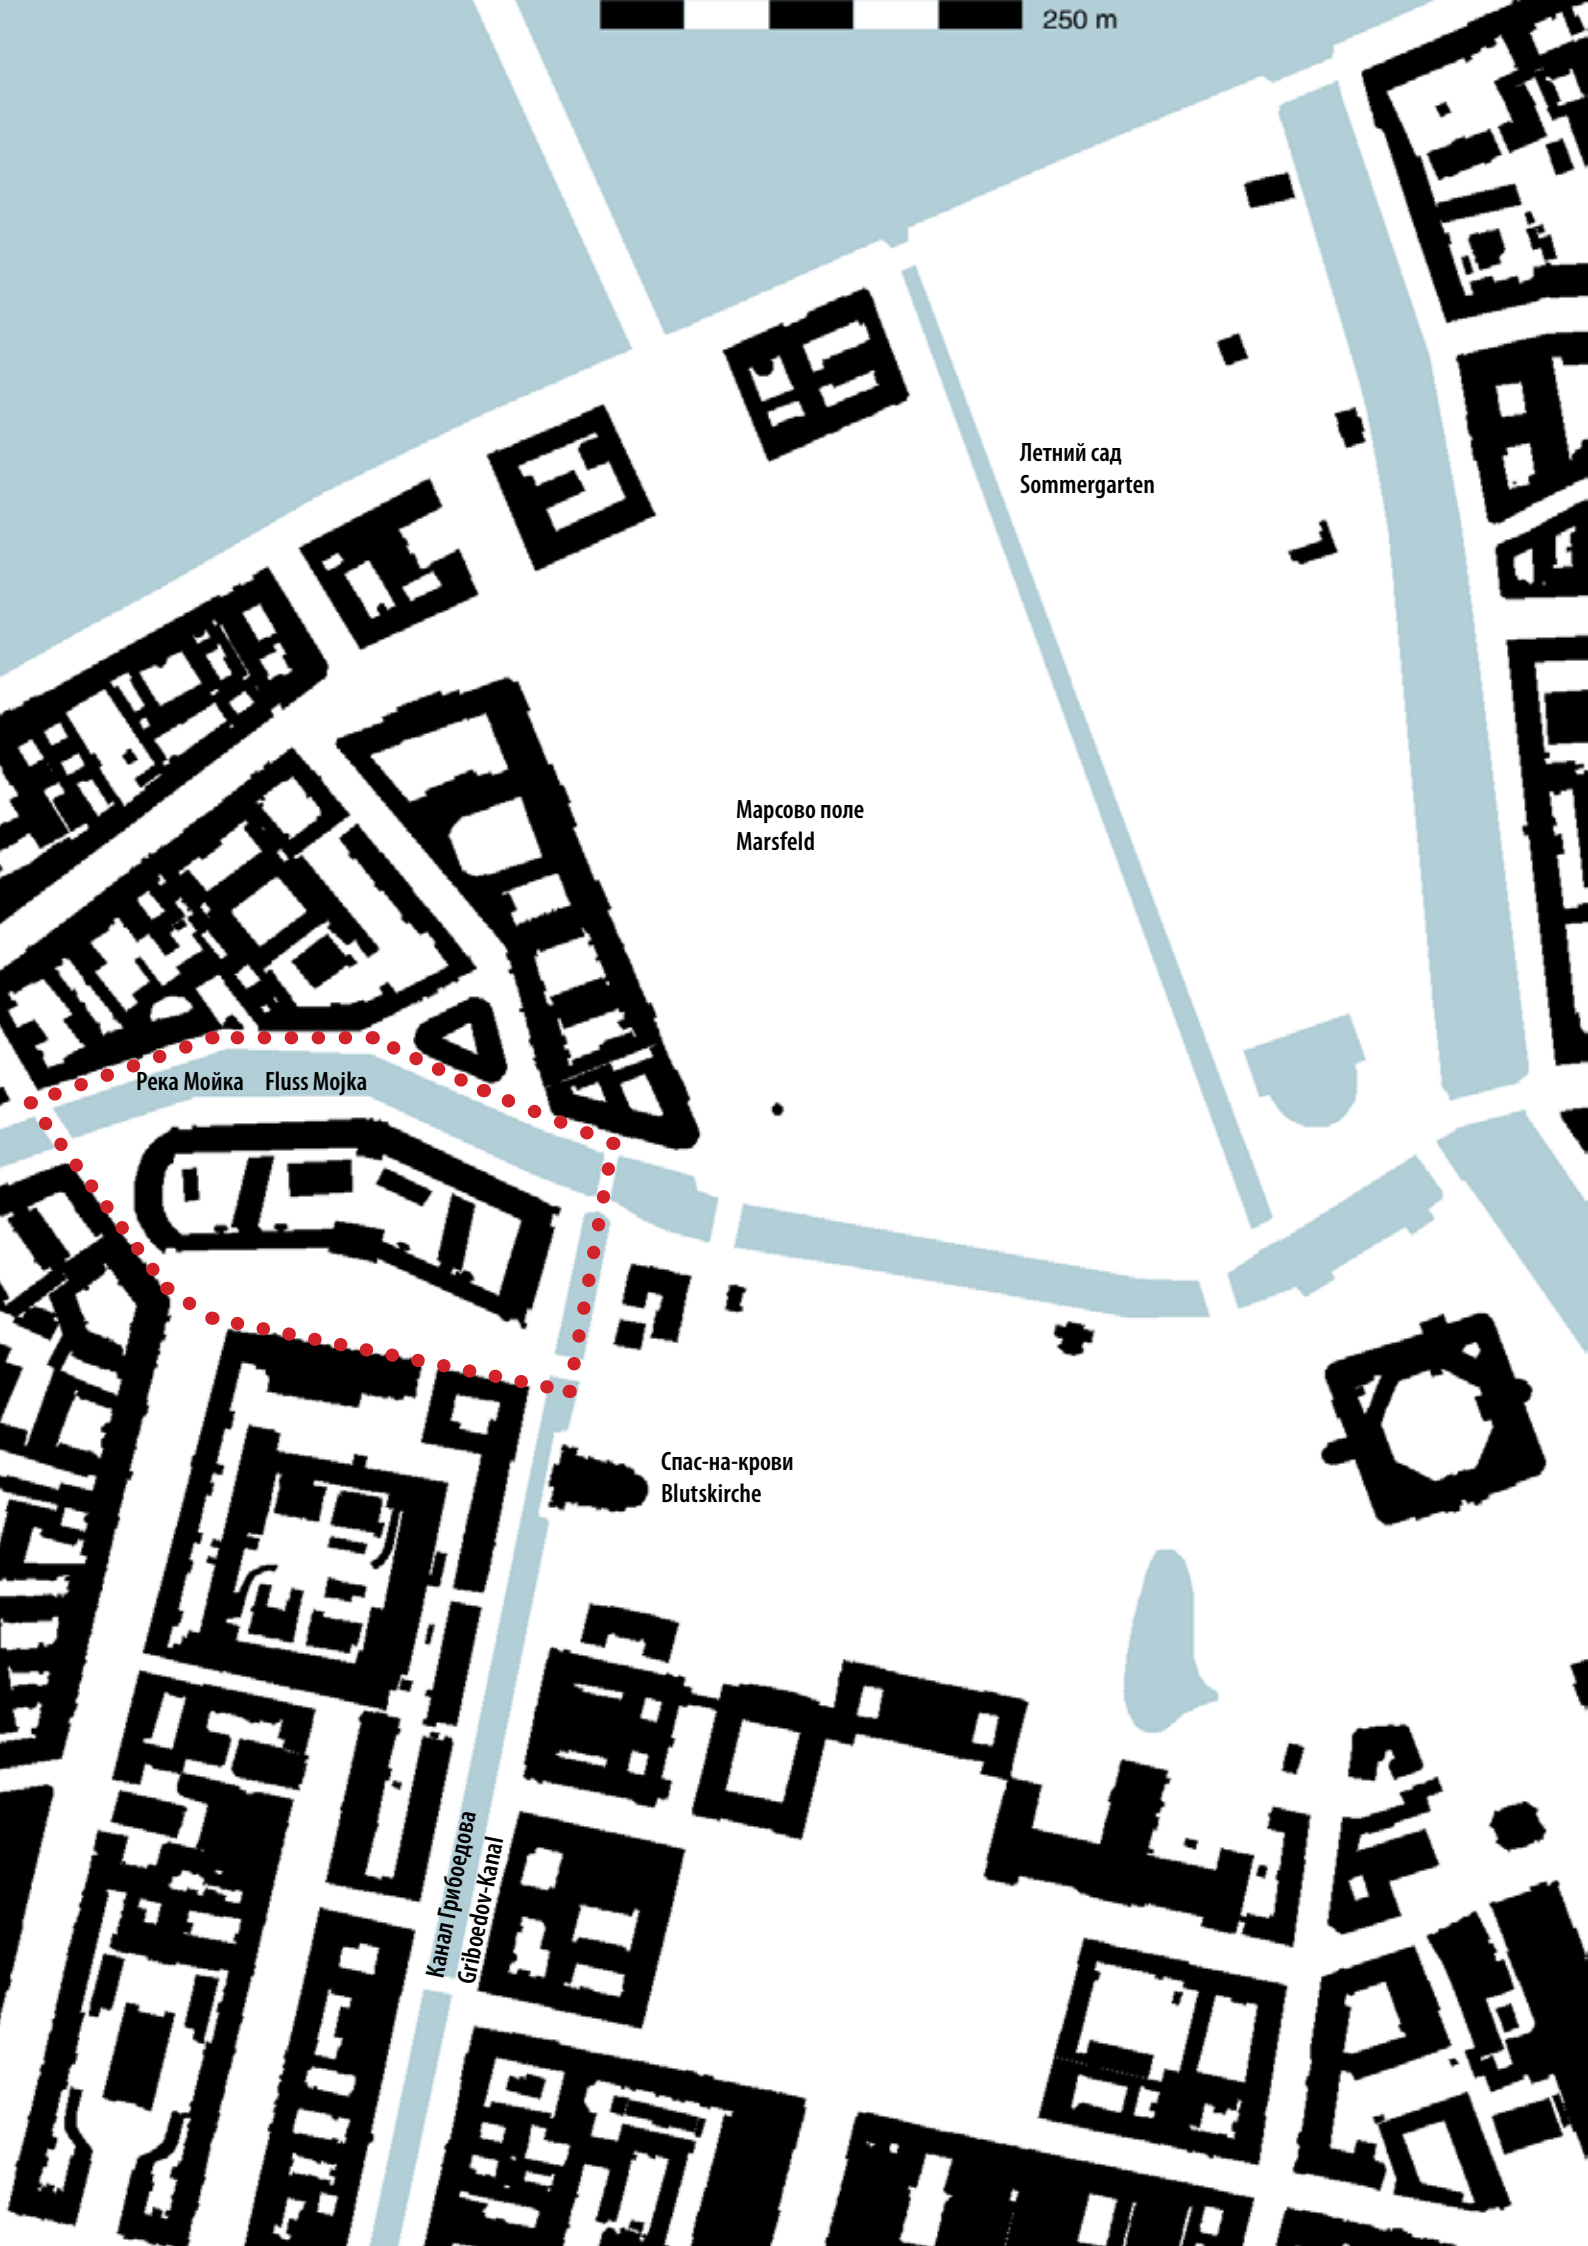 250 m
Летний сад
Sommergarten
Марсово поле
Marsfeld
Река Мойка Fluss Mojka
Спас-на-крови
Blutskirche
Канал Грибоедова
Griboedov-Kanal